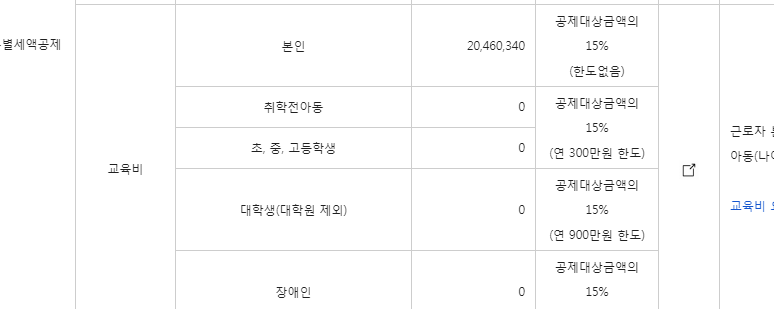 별세액공제
교육비
본인
20,460,340
공제대상금액의
15%
(한도없음)
취학전아동
0
공제대상금액의
15%
(연 300만원 한도)
초, 중, 고등학생
0
대학생(대학원 제외)
0
공제대상금액의
15%
(연 900만원 한도)
장애인
0
공제대상금액의
15%
근로자
아동(나이
교육비